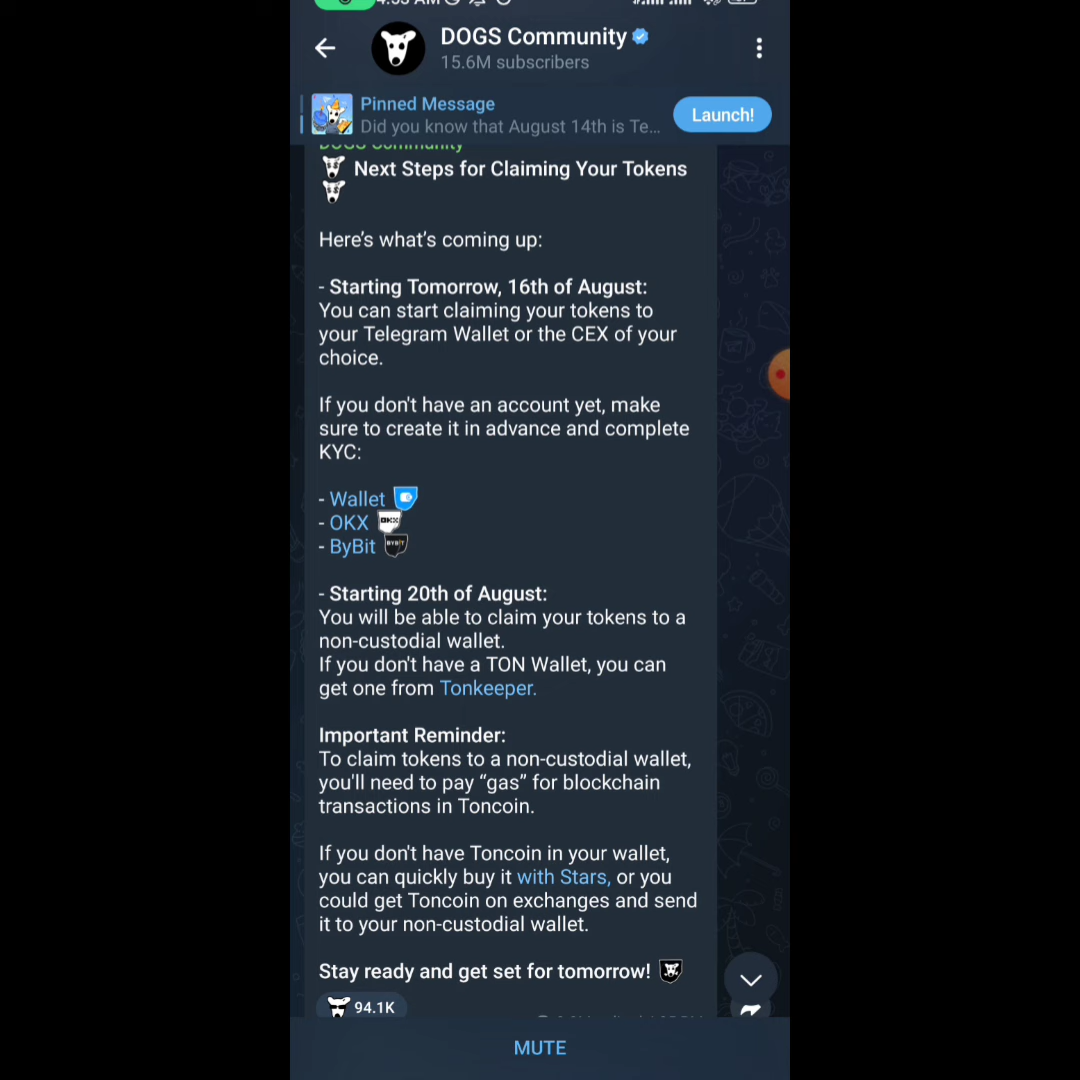 DOGS Community
15.6M subscribers
Pinned Message
Did you know that August 14th is Te...
Launch!
DOGS Community
Next Steps for Claiming Your Tokens
Here's what's coming up:
- Starting Tomorrow, 16th of August:
You can start claiming your tokens to
your Telegram Wallet or the CEX of your
choice.
If you don't have an account yet, make
sure to create it in advance and complete
KYC:
- Wallet
- OKX OKX
- ByBit BYBIT
- Starting 20th of August:
You will be able to claim your tokens to a
non-custodial wallet.
If you don't have a TON Wallet, you can
get one from Tonkeeper.
Important Reminder:
To claim tokens to a non-custodial wallet,
you'll need to pay “gas” for blockchain
transactions in Toncoin.
If you don't have Toncoin in your wallet,
you can quickly buy it with Stars, or you
could get Toncoin on exchanges and send
it to your non-custodial wallet.
Stay ready and get set for tomorrow!
94.1K
MUTE